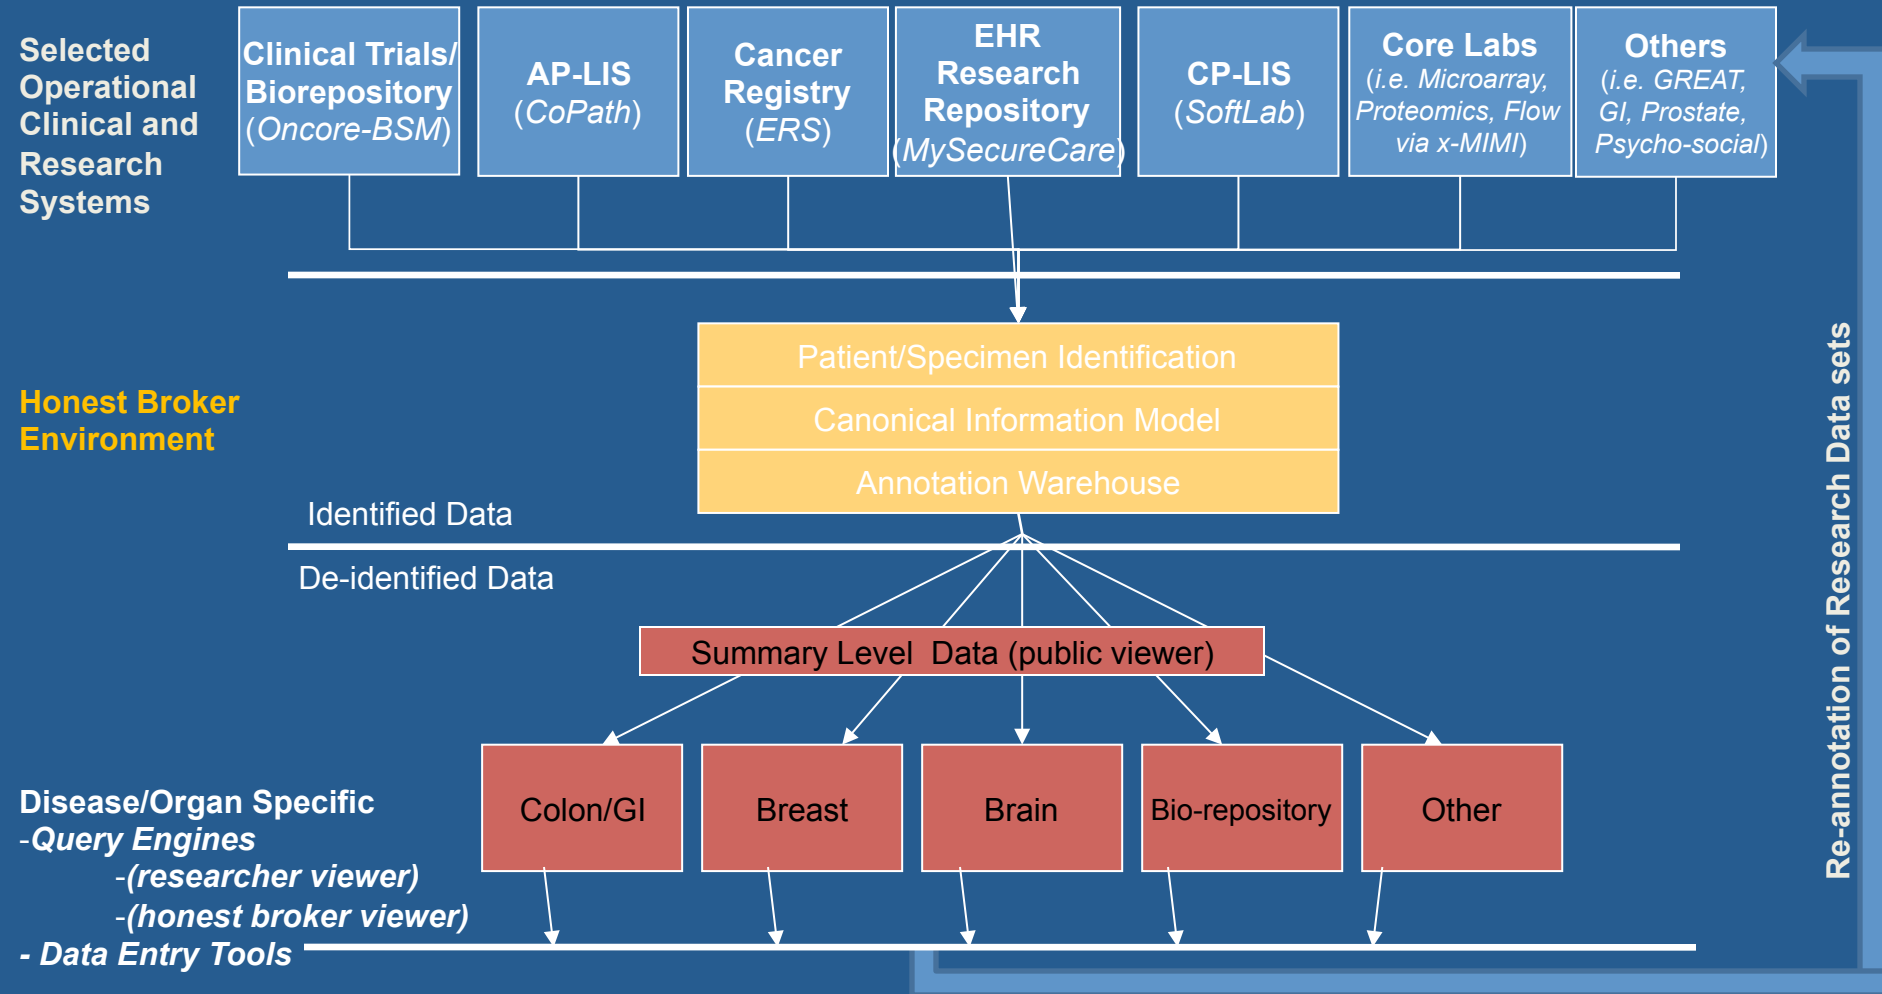 Selected
Operational
Clinical and
Research
Systems
Clinical Trials/
Biorepository
(Oncore-BSM)
AP-LIS
(CoPath)
Cancer
Registry
(ERS)
EHR
Research
Repository
(MySecureCare)
CP-LIS
(SoftLab)
Core Labs
(i.e. Microarray,
Proteomics, Flow
via x-MIMI)
Others
(i.e. GREAT,
GI, Prostate,
Psycho-social)
Honest Broker
Environment
Patient/Specimen Identification
Canonical Information Model
Annotation Warehouse
Identified Data
De-identified Data
Summary Level  Data (public viewer)
Colon/GI
Breast
Brain
Bio-repository
Other
Disease/Organ Specific
-Query Engines
-(researcher viewer)
-(honest broker viewer)
- Data Entry Tools
Re-annotation of Research Data sets